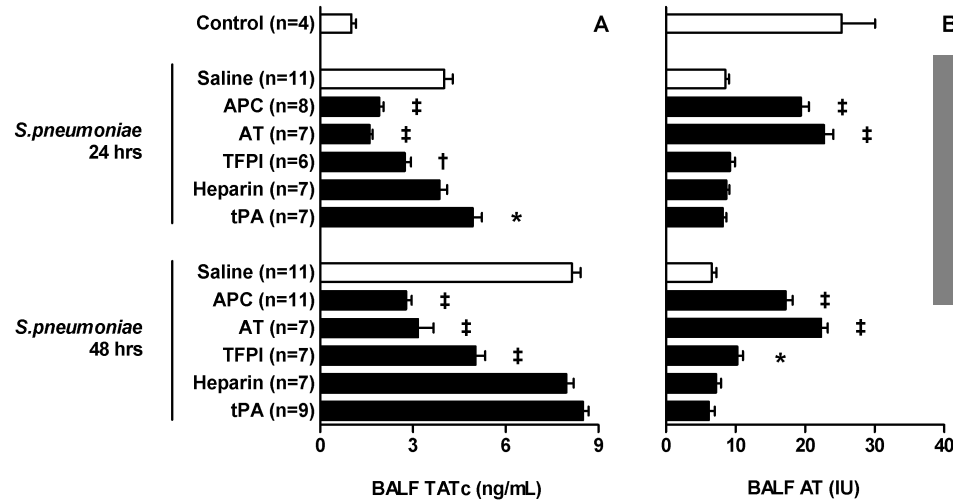 Control (n=4)
A
B
S.pneumoniae
24 hrs
Saline (n=11)
APC (n=8) ‡ ‡
AT (n=7) ‡ ‡
TFPI (n=6) †
Heparin (n=7)
tPA (n=7) *
S.pneumoniae
48 hrs
Saline (n=11)
APC (n=11) ‡ ‡
AT (n=7) ‡ ‡
TFPI (n=7) ‡ *
Heparin (n=7)
tPA (n=9)
0 3 6 9
BALF TATc (ng/mL)
0 10 20 30 40
BALF AT (IU)